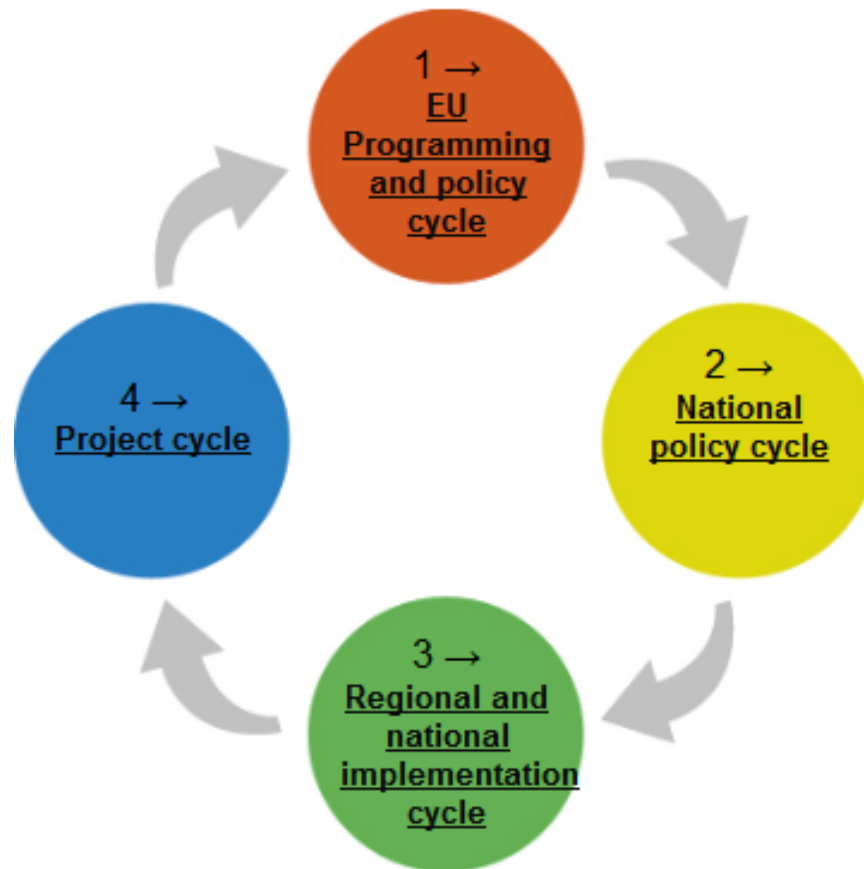 1 →
EU
Programming
and policy
cycle
2 →
National
policy cycle
3 →
Regional and
national
implementation
cycle
4 →
Project cycle